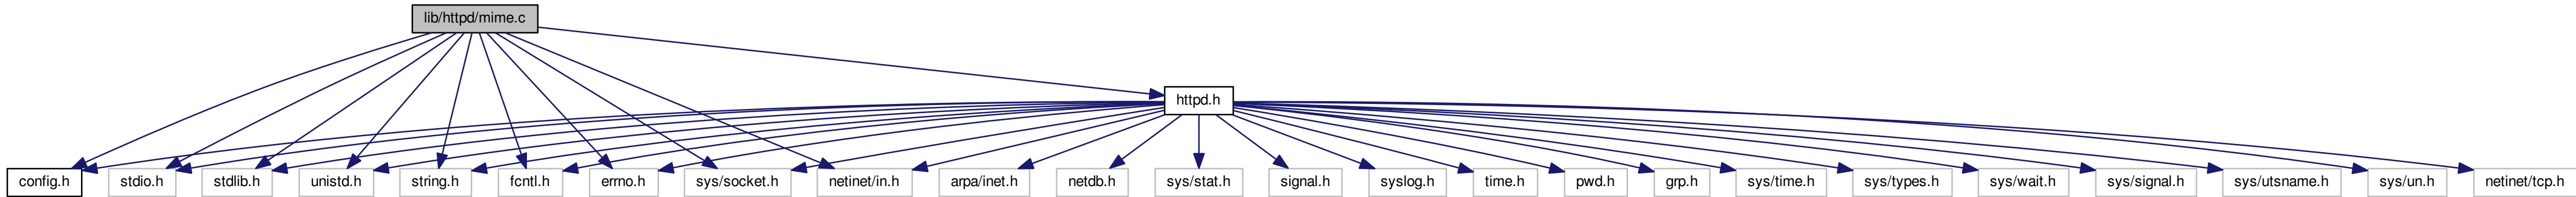 lib/httpd/mime.c
httpd.h
config.h
stdio.h
stdlib.h
unistd.h
string.h
fcntl.h
errno.h
sys/socket.h
netinet/in.h
arpa/inet.h
netdb.h
sys/stat.h
signal.h
syslog.h
time.h
pwd.h
grp.h
sys/time.h
sys/types.h
sys/wait.h
sys/signal.h
sys/utsname.h
sys/un.h
netinet/tcp.h